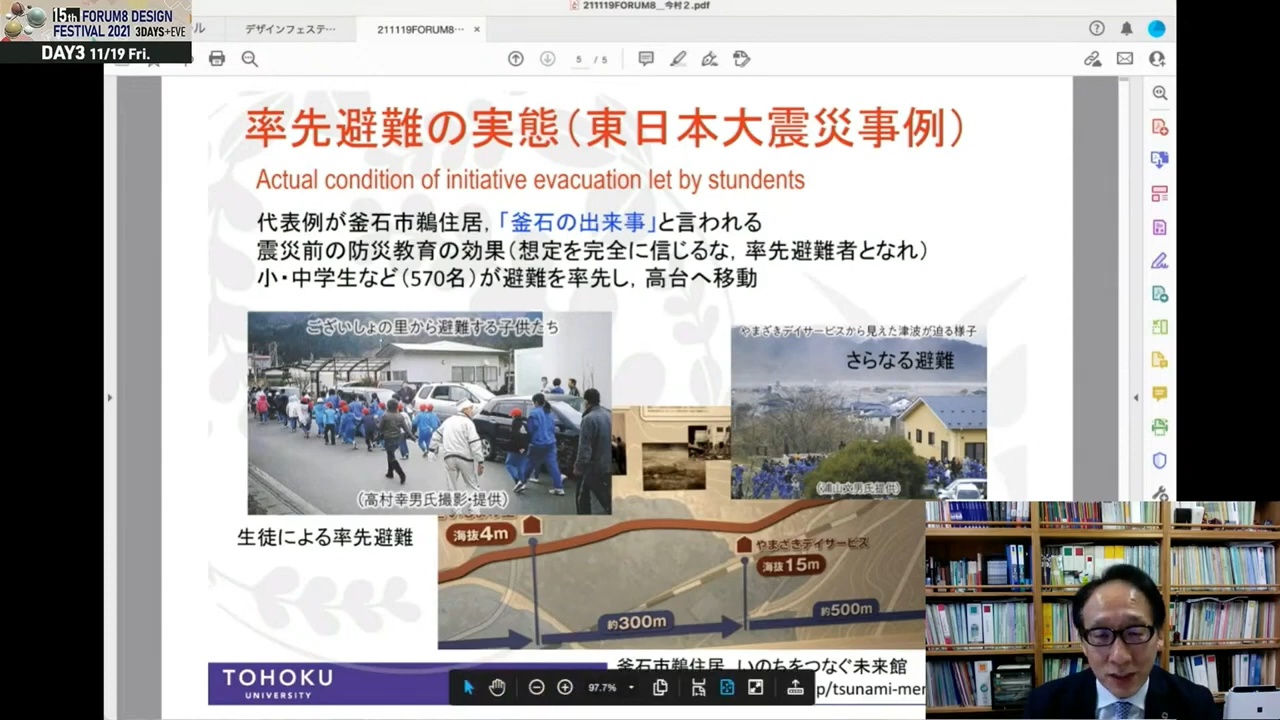 15th FORUM8 DESIGN
FESTIVAL 2021 3DAYS+EVE
DAY3 11/19 Fri.
211119FORUM8__今村2.pdf
ル
デザインフェステ…
211119FORUM8… ×
5 / 5
率先避難の実態(東日本大震災事例)
Actual condition of initiative evacuation let by stundents
代表例が釜石市鵜住居，「釜石の出来事」と言われる
震災前の防災教育の効果(想定を完全に信じるな，率先避難者となれ)
小・中学生など(570名)が避難を率先し，高台へ移動
ございしょの里から避難する子供たち
(高村幸男氏撮影・提供)
やまざきデイサービスから見えた津波が迫る様子
さらなる避難
(浦山文男氏提供)
生徒による率先避難
海抜4m
やまざきデイサービス
海抜15m
約300m
約500m
TOHOKU
UNIVERSITY
釜石市鵜住居 いのちをつなぐ未来館
p/tsunami-mer
97.7%